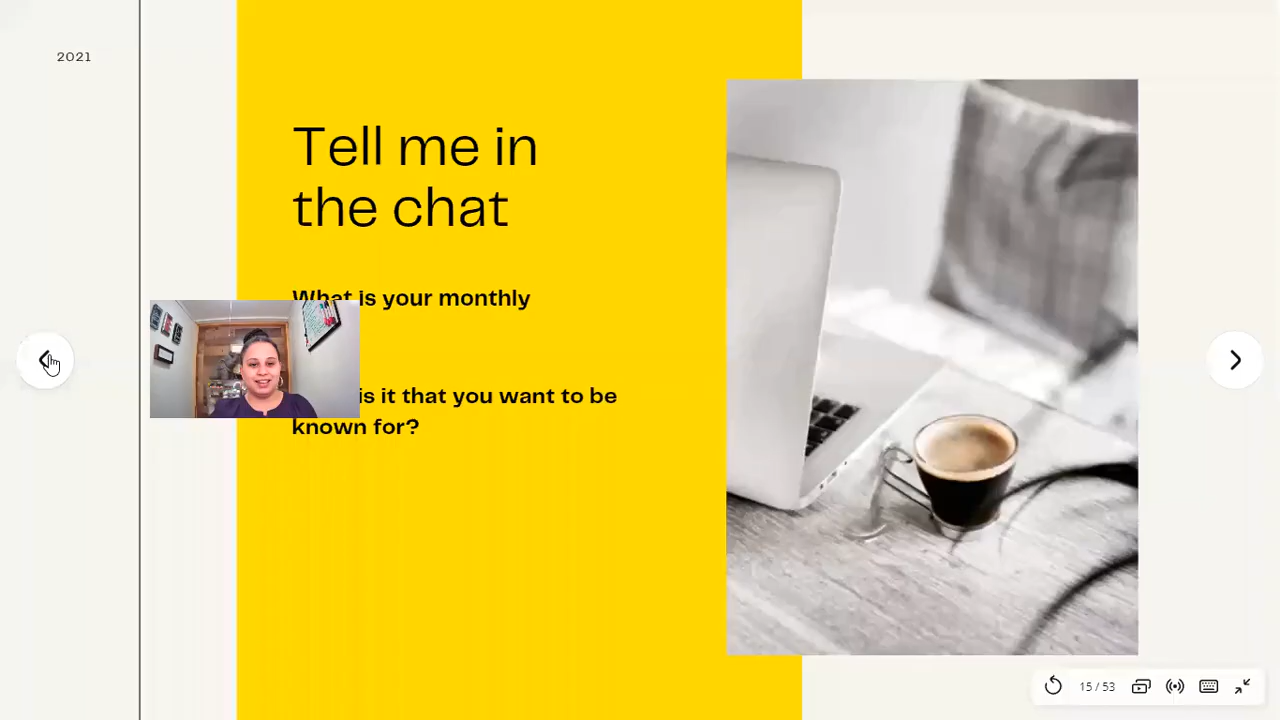 2021
Tell me in
the chat
What is your monthly
is it that you want to be
known for?
15 / 53